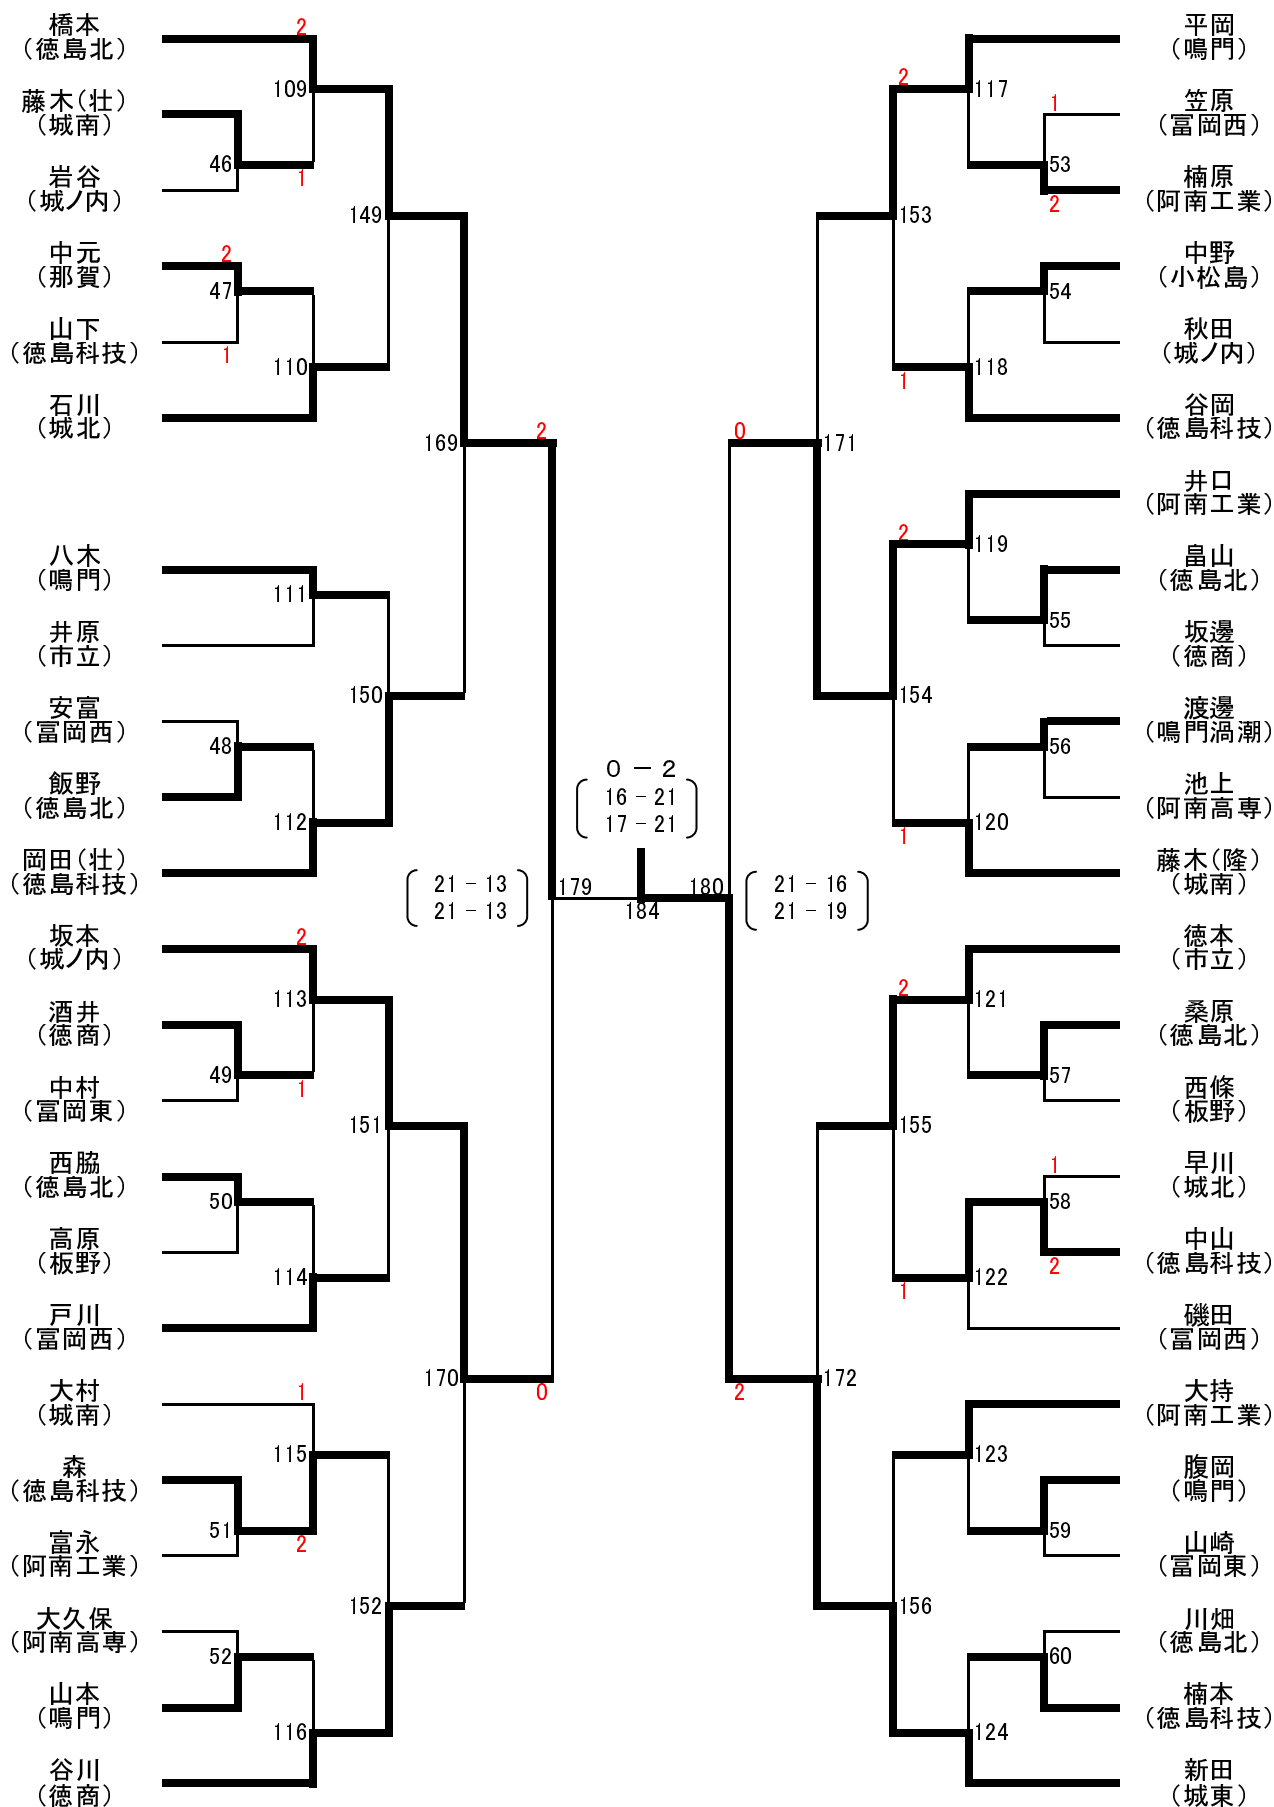 橋本
(徳島北)
2
109
藤木(壮)
(城南)
46
岩谷
(城ノ内)
1
149
中元
(那賀)
2
47
山下
(徳島科技)
1
110
石川
(城北)
169
2
八木
(鳴門)
111
井原
(市立)
150
安富
(富岡西)
48
飯野
(徳島北)
112
岡田(壮)
(徳島科技)
坂本
(城ノ内)
2
113
酒井
(徳商)
49
中村
(富岡東)
1
151
西脇
(徳島北)
50
高原
(板野)
114
戸川
(富岡西)
170
0
大村
(城南)
1
115
森
(徳島科技)
51
富永
(阿南工業)
2
152
大久保
(阿南高専)
52
山本
(鳴門)
116
谷川
(徳商)
0 − 2
16 − 21
17 − 21
21 − 13
21 − 13
179
184
180
21 − 16
21 − 19
平岡
(鳴門)
2
117
笠原
(富岡西)
1
53
楠原
(阿南工業)
2
153
中野
(小松島)
54
秋田
(城ノ内)
118
1
谷岡
(徳島科技)
0
171
井口
(阿南工業)
2
119
畠山
(徳島北)
55
坂邊
(徳商)
154
渡邊
(鳴門渦潮)
56
池上
(阿南高専)
1
120
藤木(隆)
(城南)
徳本
(市立)
2
121
桑原
(徳島北)
57
西條
(板野)
155
早川
(城北)
1
58
中山
(徳島科技)
2
1
122
磯田
(富岡西)
2
172
大持
(阿南工業)
123
腹岡
(鳴門)
59
山崎
(富岡東)
156
川畑
(徳島北)
60
楠本
(徳島科技)
124
新田
(城東)